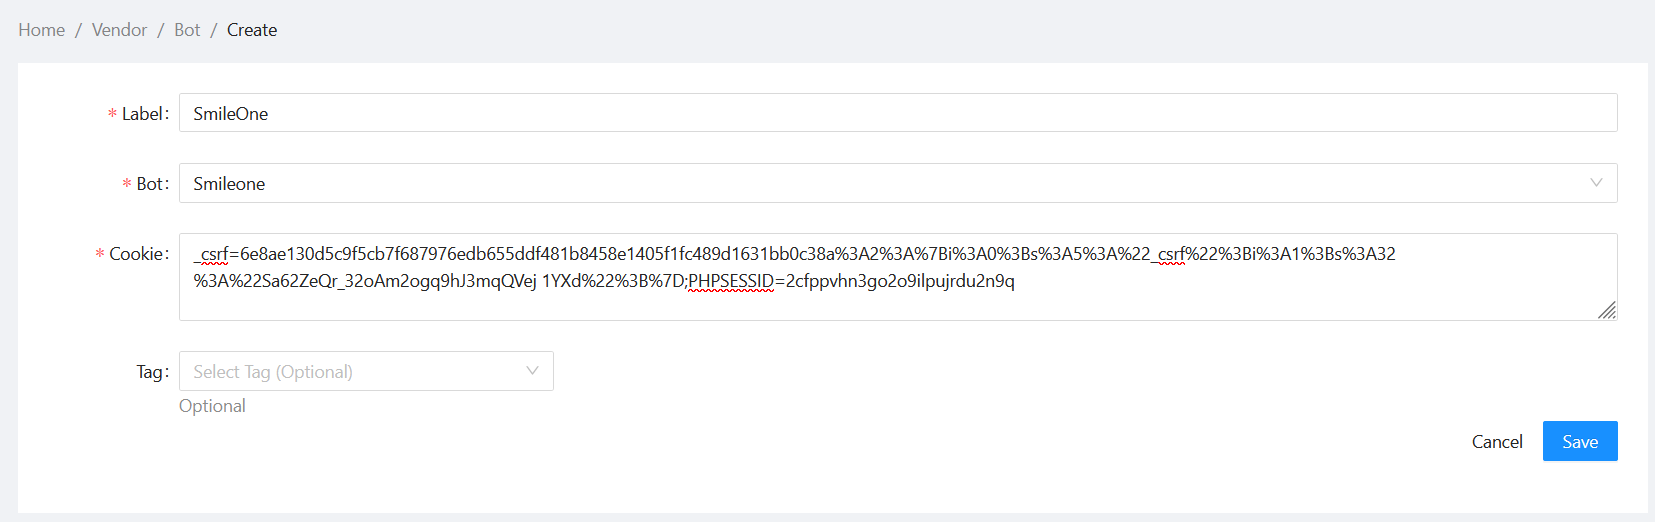 Home / Vendor / Bot / Create
* Label: SmileOne
* Bot: Smileone
* Cookie: _csrf=6e8ae130d5c9f5cb7f687976edb655ddf481b8458e1405f1fc489d1631bb0c38a%3A2%3A%7Bi%3A0%3Bs%3A5%3A%22_csrf%22%3Bi%3A1%3Bs%3A32
%3A%22Sa62ZeQr_32oAm2ogq9hJ3mqQVej 1YXd%22%3B%7D;PHPSESSID=2cfppvhn3go2o9ilpujrdu2n9q
Tag: Select Tag (Optional)
Optional
Cancel Save